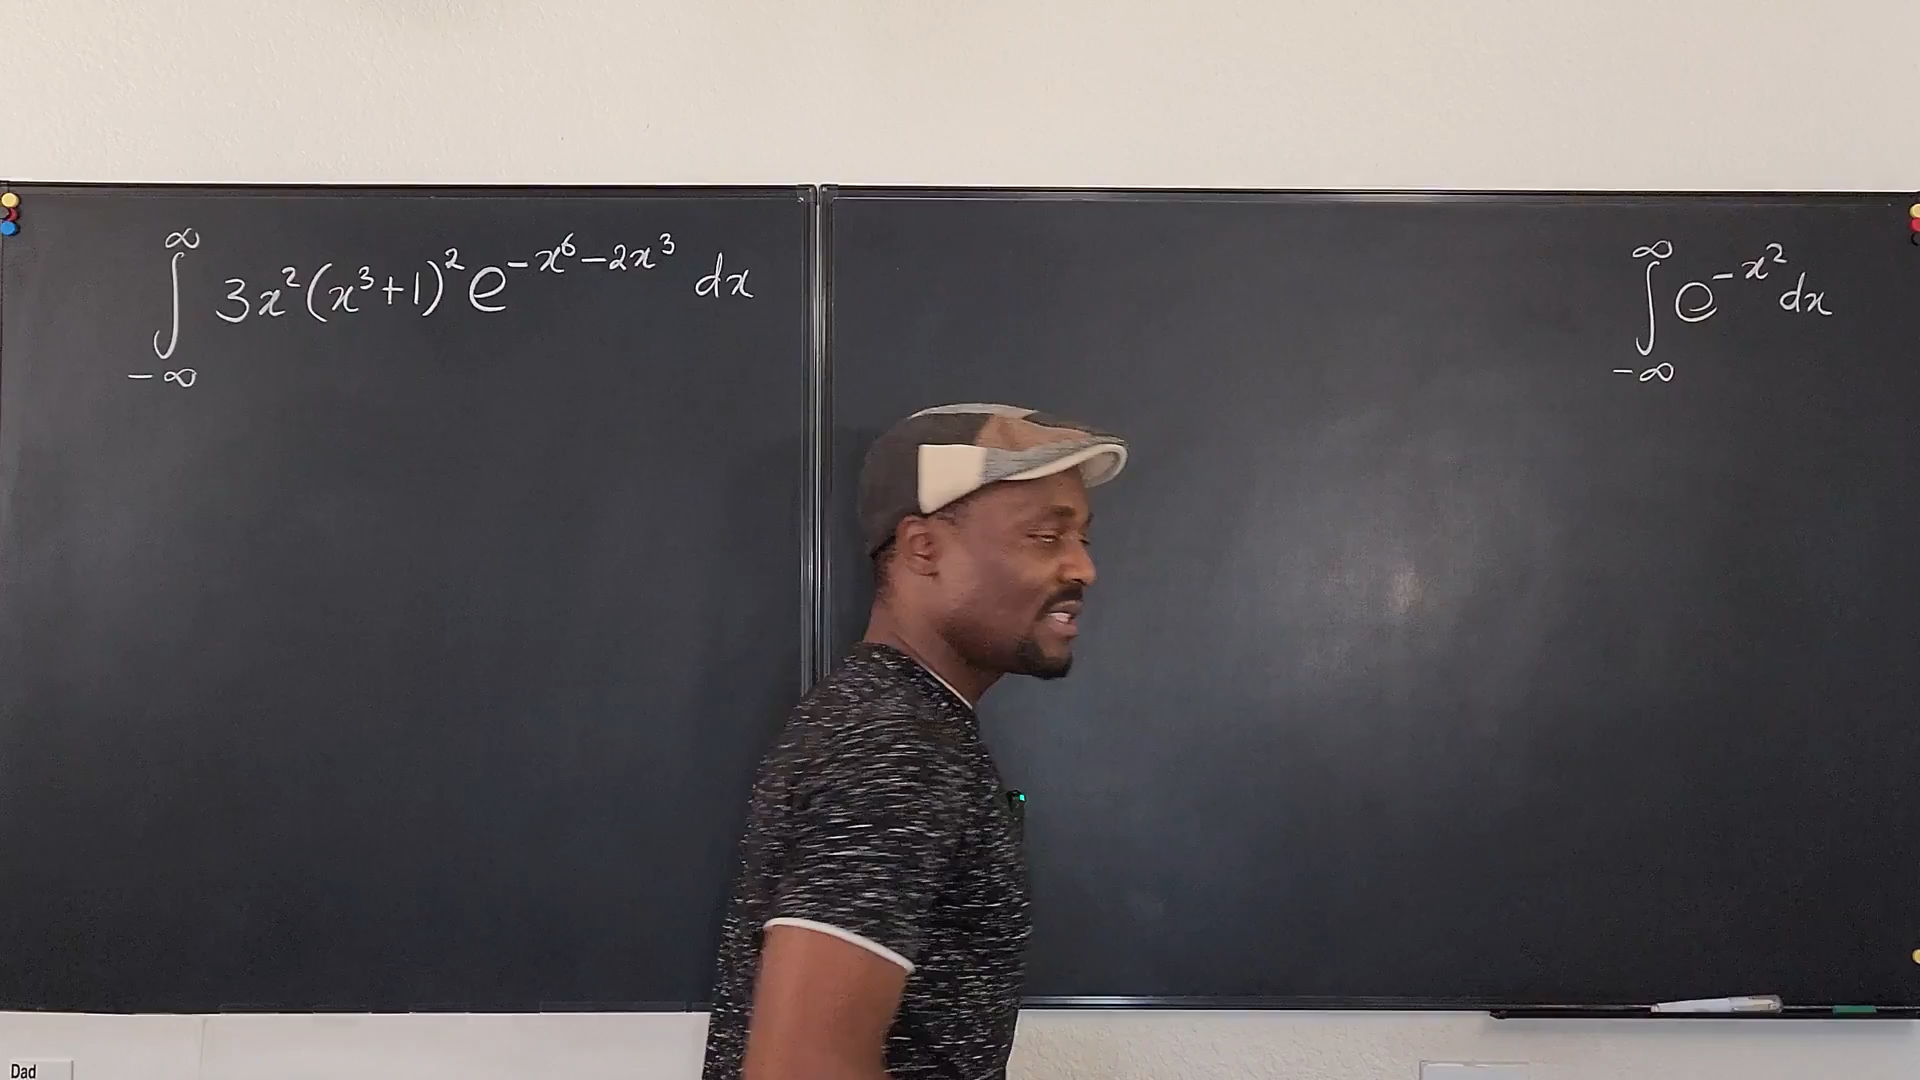 ∫_{-∞}^{∞} 3x²(x³+1)² e^{-x⁶-2x³} dx
∫_{-∞}^{∞} e^{-x²} dx
Dad